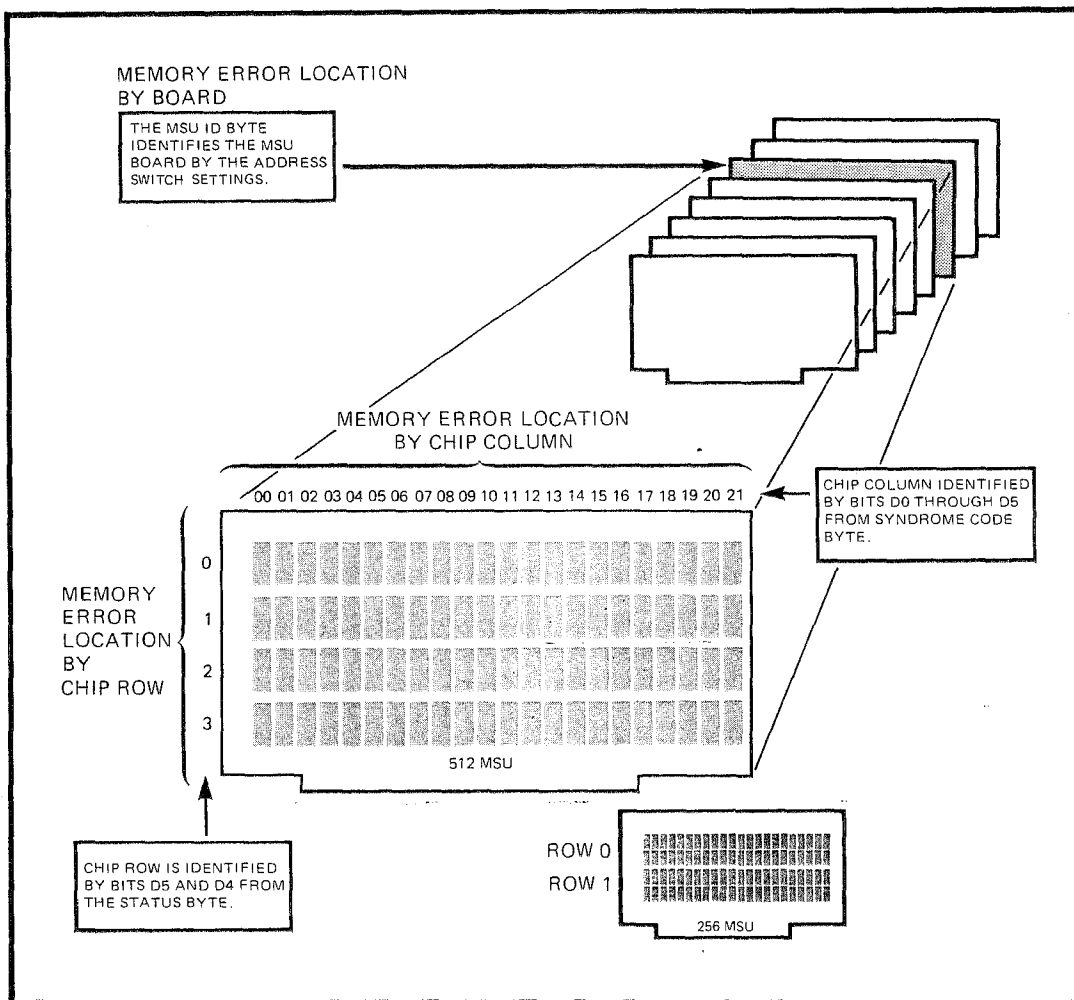 MEMORY ERROR LOCATION
BY BOARD
THE MSU ID BYTE
IDENTIFIES THE MSU
BOARD BY THE ADDRESS
SWITCH SETTINGS.
MEMORY ERROR LOCATION
BY CHIP COLUMN
00 01 02 03 04 05 06 07 08 09 10 11 12 13 14 15 16 17 18 19 20 21
CHIP COLUMN IDENTIFIED
BY BITS D0 THROUGH D5
FROM SYNDROME CODE
BYTE.
MEMORY
ERROR
LOCATION
BY
CHIP ROW
0
1
2
3
512 MSU
CHIP ROW IS IDENTIFIED
BY BITS D5 AND D4 FROM
THE STATUS BYTE.
ROW 0
ROW 1
256 MSU